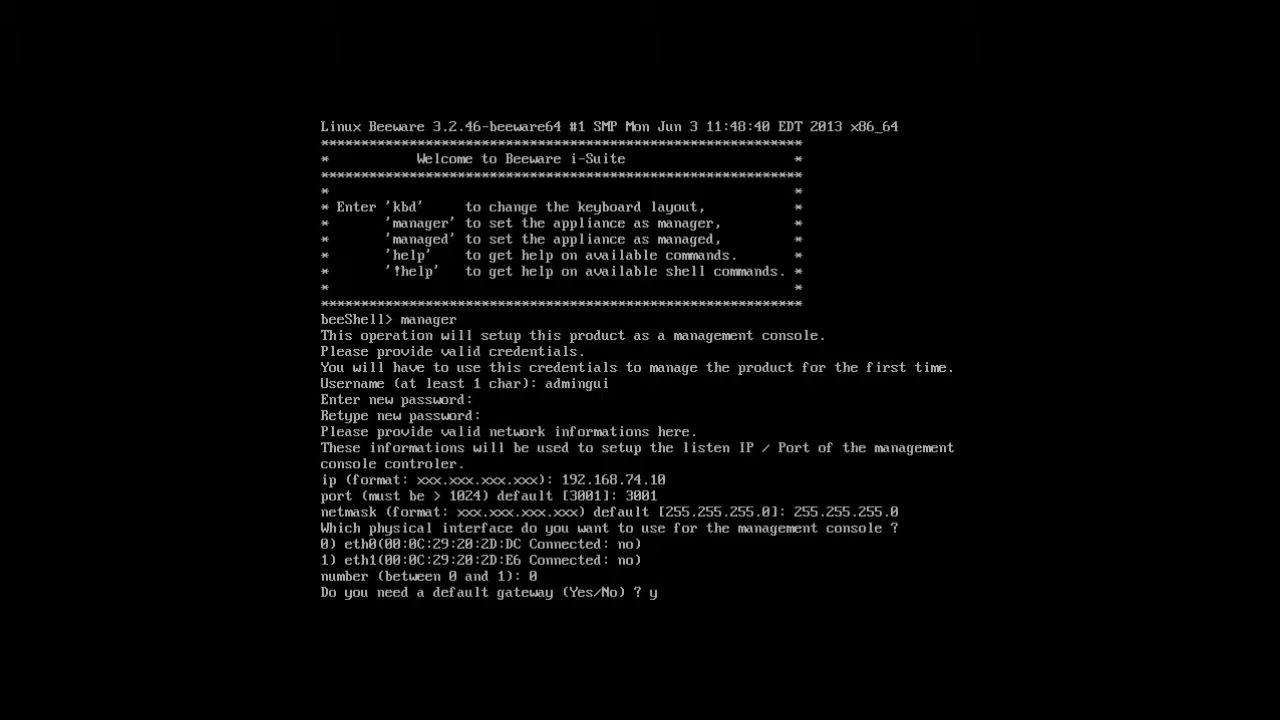 Linux Beeware 3.2.46-beeware64 #1 SMP Mon Jun 3 11:48:40 EDT 2013 x86_64
************************************************************
*           Welcome to Beeware i-Suite                     *
************************************************************
*                                                          *
* Enter 'kbd'     to change the keyboard layout,           *
*       'manager' to set the appliance as manager,         *
*       'managed' to set the appliance as managed,         *
*       'help'    to get help on available commands.       *
*       '!help'   to get help on available shell commands. *
*                                                          *
************************************************************
beeShell> manager
This operation will setup this product as a management console.
Please provide valid credentials.
You will have to use this credentials to manage the product for the first time.
Username (at least 1 char): admingui
Enter new password:
Retype new password:
Please provide valid network informations here.
These informations will be used to setup the listen IP / Port of the management
console controler.
ip (format: xxx.xxx.xxx.xxx): 192.168.74.10
port (must be > 1024) default [3001]: 3001
netmask (format: xxx.xxx.xxx.xxx) default [255.255.255.0]: 255.255.255.0
Which physical interface do you want to use for the management console ?
0) eth0(00:0C:29:20:2D:DC Connected: no)
1) eth1(00:0C:29:20:2D:E6 Connected: no)
number (between 0 and 1): 0
Do you need a default gateway (Yes/No) ? y